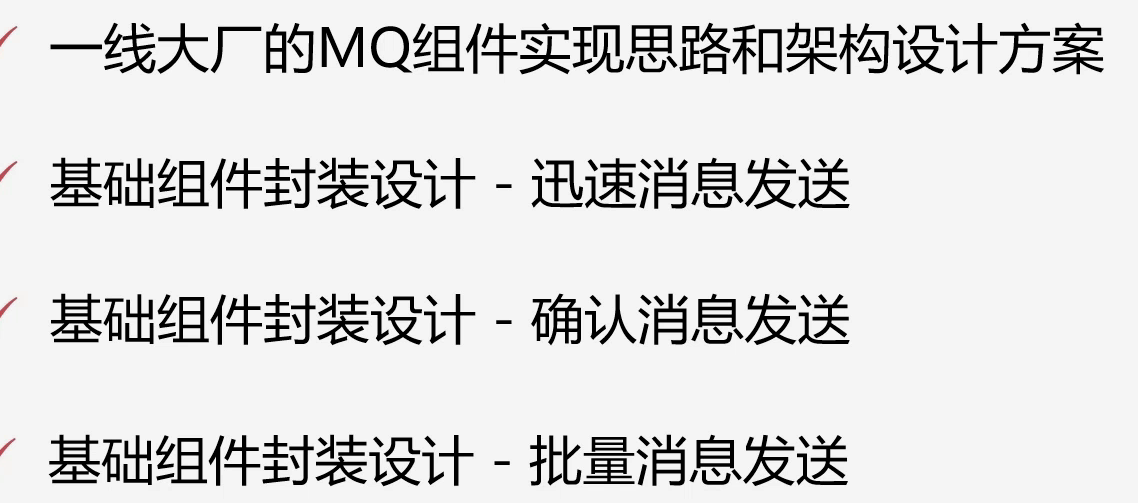 一线大厂的MQ组件实现思路和架构设计方案
基础组件封装设计 - 迅速消息发送
基础组件封装设计 - 确认消息发送
基础组件封装设计 - 批量消息发送